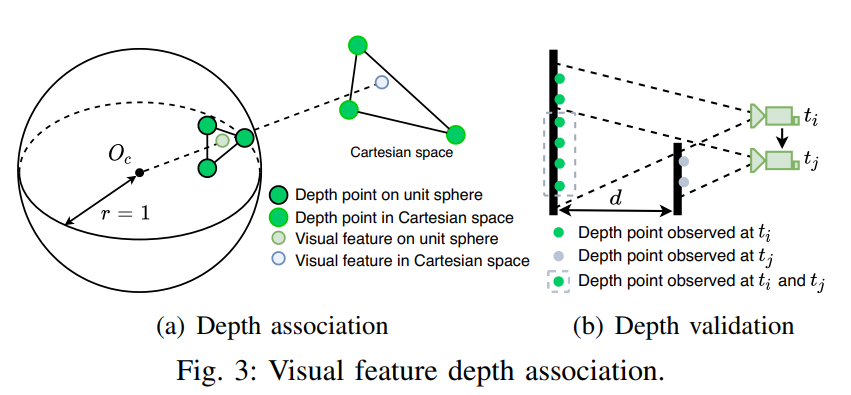 O_c
r = 1
Cartesian space
Depth point on unit sphere
Depth point in Cartesian space
Visual feature on unit sphere
Visual feature in Cartesian space
(a) Depth association
t_i
t_j
d
Depth point observed at t_i
Depth point observed at t_j
Depth point observed at t_i and t_j
(b) Depth validation
Fig. 3: Visual feature depth association.